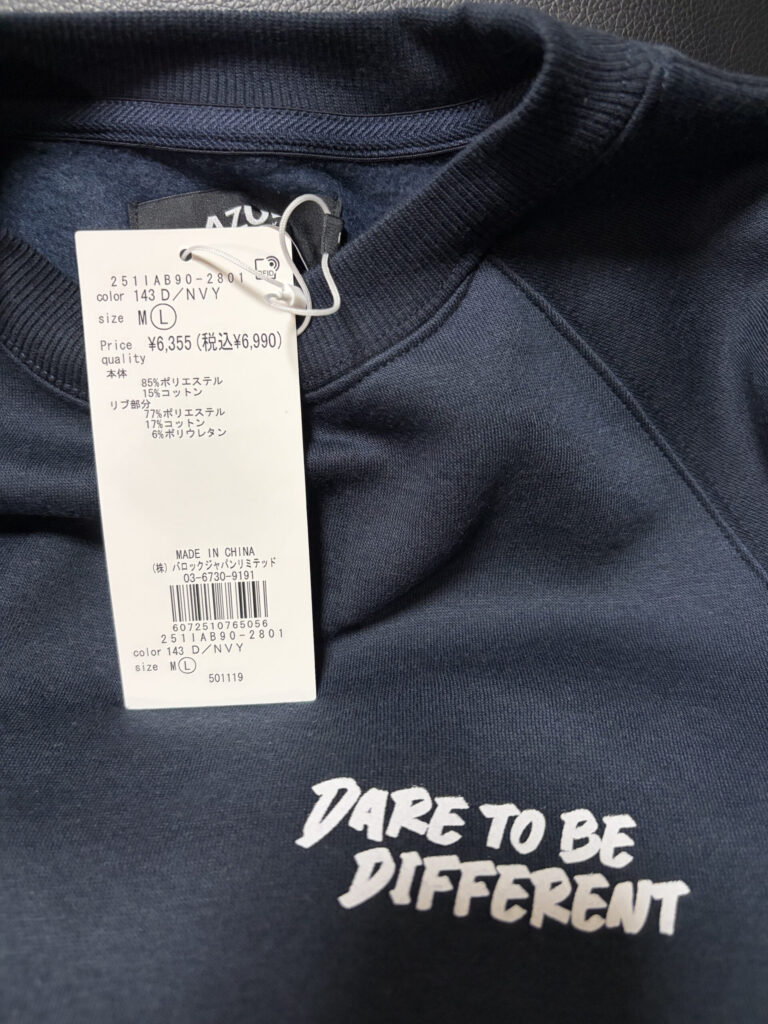 251IAB90-2801
RFID
color 143 D/NVY
size M L
Price ¥6,355 (税込¥6,990)
quality
本体
85%ポリエステル
15%コットン
リブ部分
77%ポリエステル
17%コットン
6%ポリウレタン
MADE IN CHINA
(株) バロックジャパンリミテッド
03-6730-9191
6072510765056
251IAB90-2801
color 143 D/NVY
size M L
501119
DARE TO BE
DIFFERENT